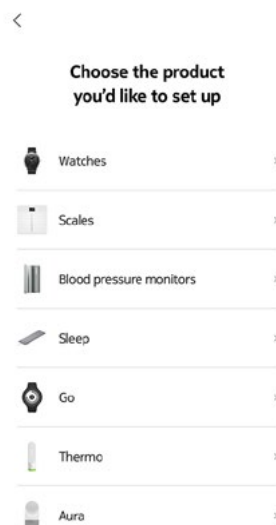 Choose the product
you'd like to set up
Watches
Scales
Blood pressure monitors
Sleep
Go
Thermo
Aura